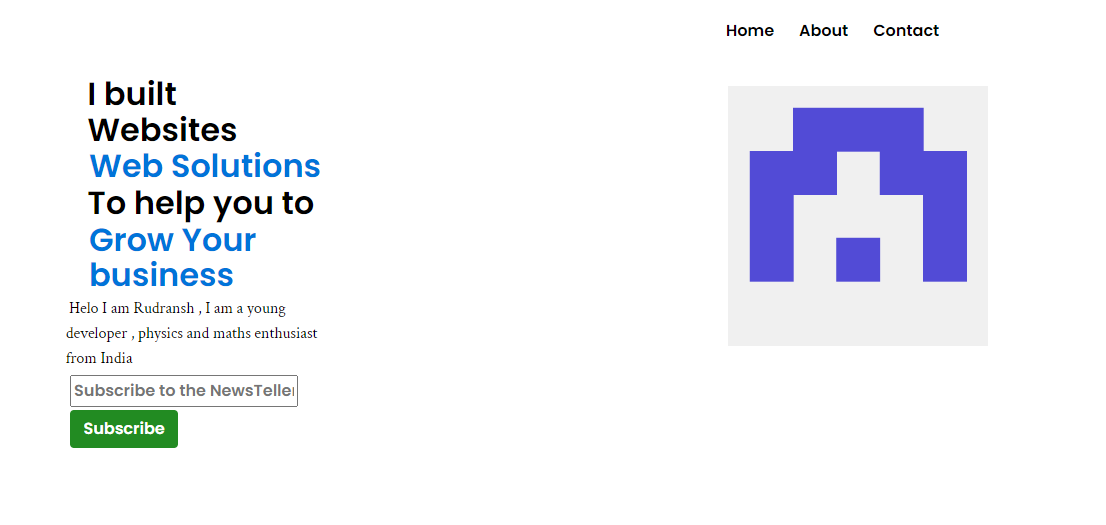 Home About Contact
I built
Websites
Web Solutions
To help you to
Grow Your
business
Helo I am Rudransh , I am a young
developer , physics and maths enthusiast
from India
Subscribe to the NewsTeller
Subscribe